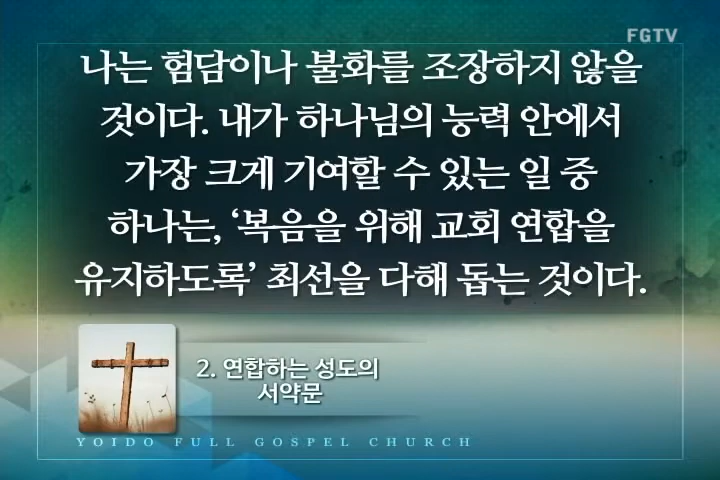 FGTV
나는 험담이나 불화를 조장하지 않을
것이다. 내가 하나님의 능력 안에서
가장 크게 기여할 수 있는 일 중
하나는, ‘복음을 위해 교회 연합을
유지하도록’ 최선을 다해 돕는 것이다.
2. 연합하는 성도의
서약문
YOIDO FULL GOSPEL CHURCH